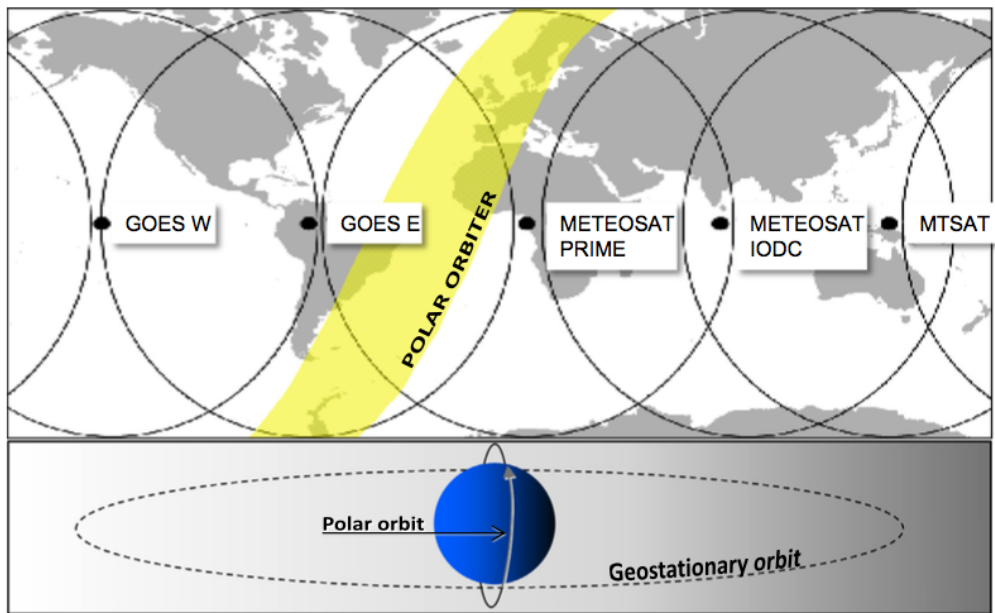 GOES W
GOES E
METEOSAT
PRIME
METEOSAT
IODC
MTSAT
POLAR ORBITER
Polar orbit
Geostationary orbit